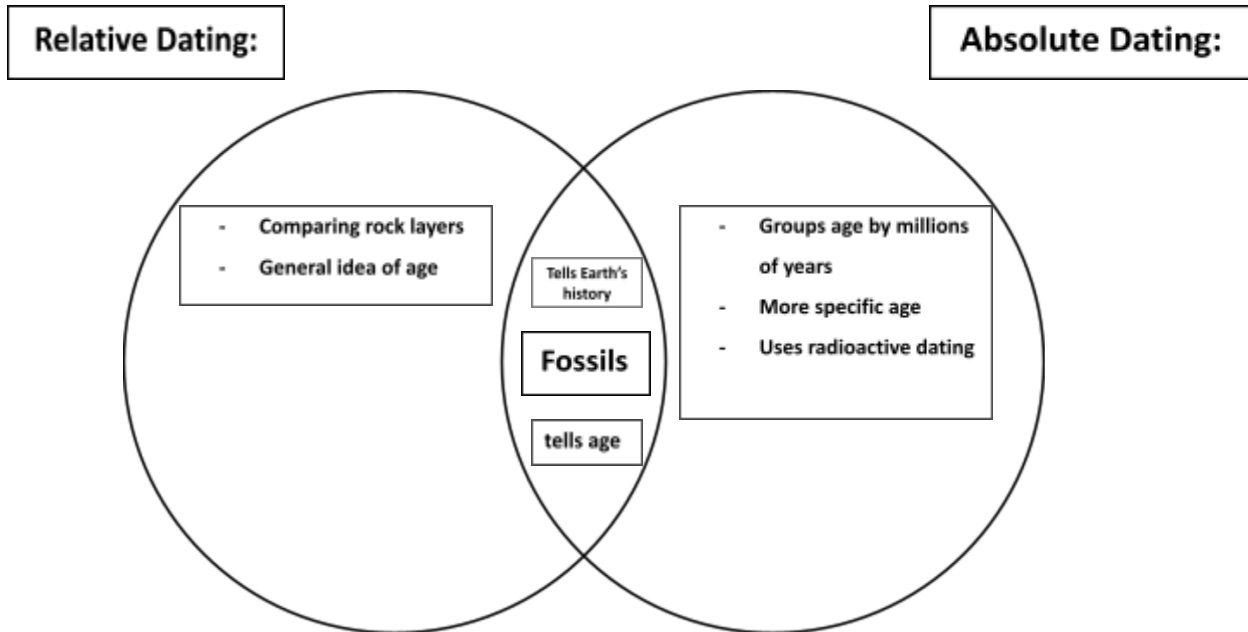 Relative Dating:
Absolute Dating:
- Comparing rock layers
- General idea of age
Tells Earth's
history
Fossils
tells age
- Groups age by millions
of years
- More specific age
- Uses radioactive dating